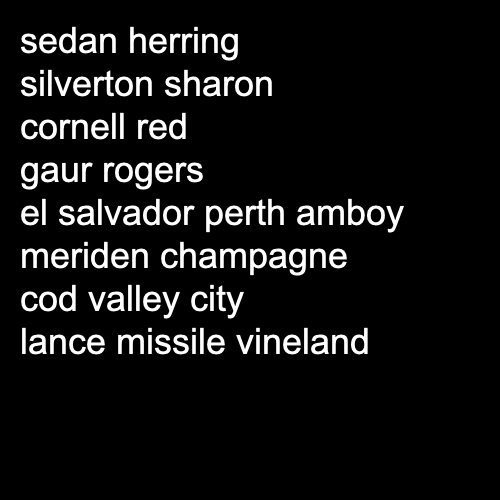 sedan herring
silverton sharon
cornell red
gaur rogers
el salvador perth amboy
meriden champagne
cod valley city
lance missile vineland